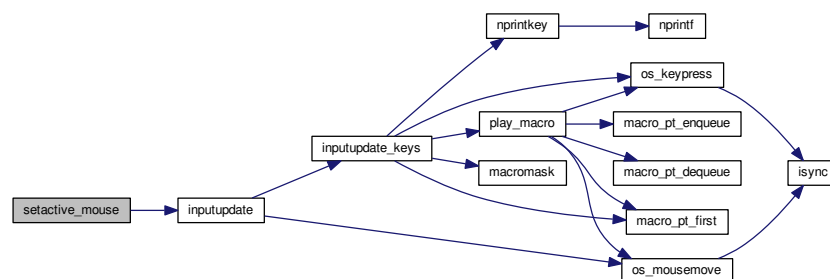 nprintkey
nprintf
os_keypress
play_macro
macro_pt_enqueue
inputupdate_keys
macromask
macro_pt_dequeue
isync
setactive_mouse
inputupdate
macro_pt_first
os_mousemove